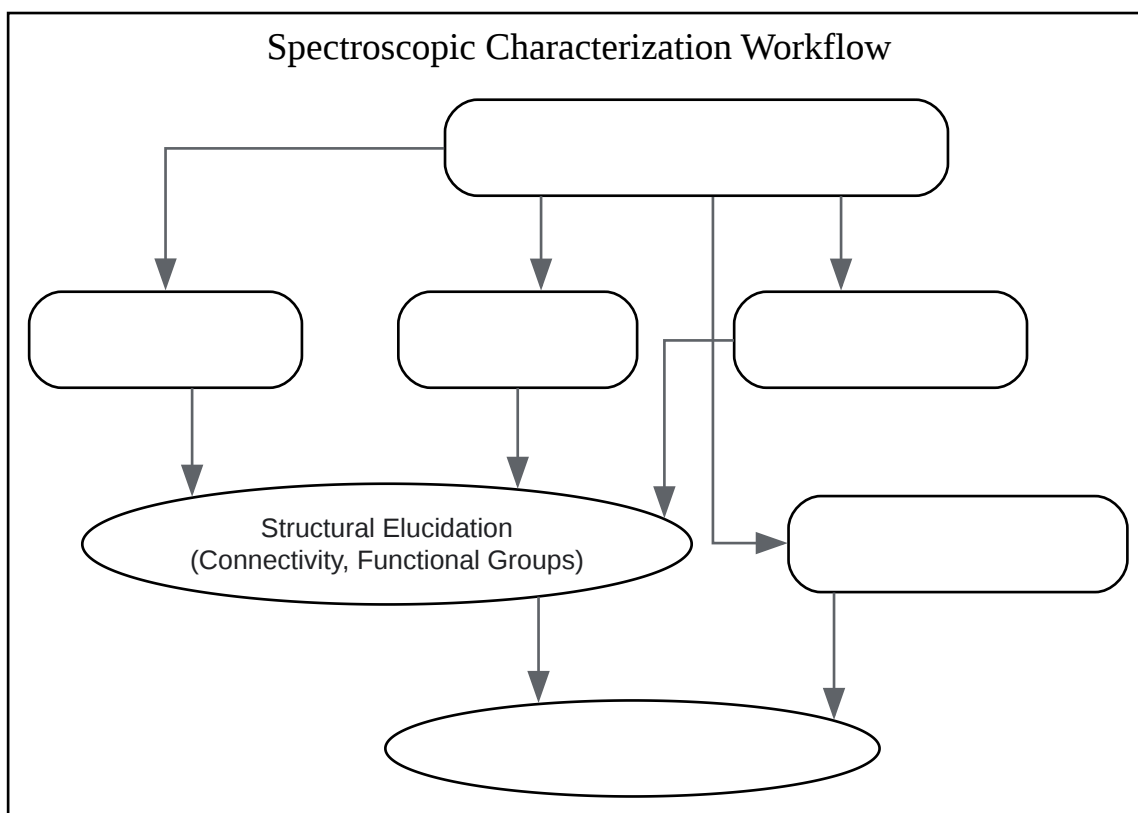 Spectroscopic Characterization Workflow
Structural Elucidation
(Connectivity, Functional Groups)